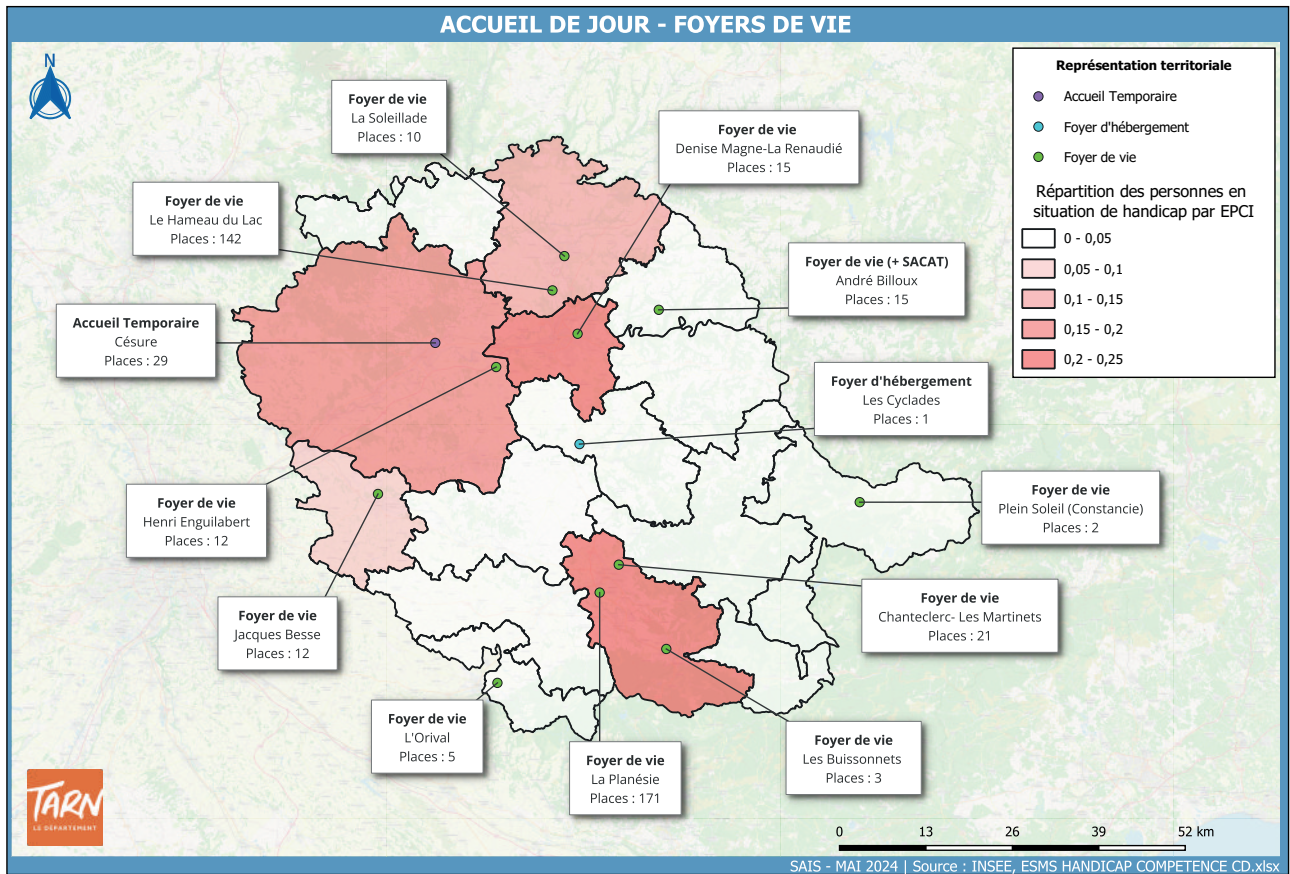 ACCUEIL DE JOUR - FOYERS DE VIE
N
Foyer de vie
La Soleillade
Places : 10
Foyer de vie
Denise Magne-La Renaudié
Places : 15
Foyer de vie
Le Hameau du Lac
Places : 142
Foyer de vie (+ SACAT)
André Billoux
Places : 15
Accueil Temporaire
Césure
Places : 29
Foyer d'hébergement
Les Cyclades
Places : 1
Foyer de vie
Henri Enguilabert
Places : 12
Foyer de vie
Plein Soleil (Constancie)
Places : 2
Foyer de vie
Jacques Besse
Places : 12
Foyer de vie
Chanteclerc- Les Martinets
Places : 21
Foyer de vie
L'Orival
Places : 5
Foyer de vie
La Planésie
Places : 171
Foyer de vie
Les Buissonnets
Places : 3
Représentation territoriale
Accueil Temporaire
Foyer d'hébergement
Foyer de vie
Répartition des personnes en
situation de handicap par EPCI
0 - 0,05
0,05 - 0,1
0,1 - 0,15
0,15 - 0,2
0,2 - 0,25
TARN
LE DÉPARTEMENT
0 13 26 39 52 km
SAIS - MAI 2024 | Source : INSEE, ESMS HANDICAP COMPETENCE CD.xlsx